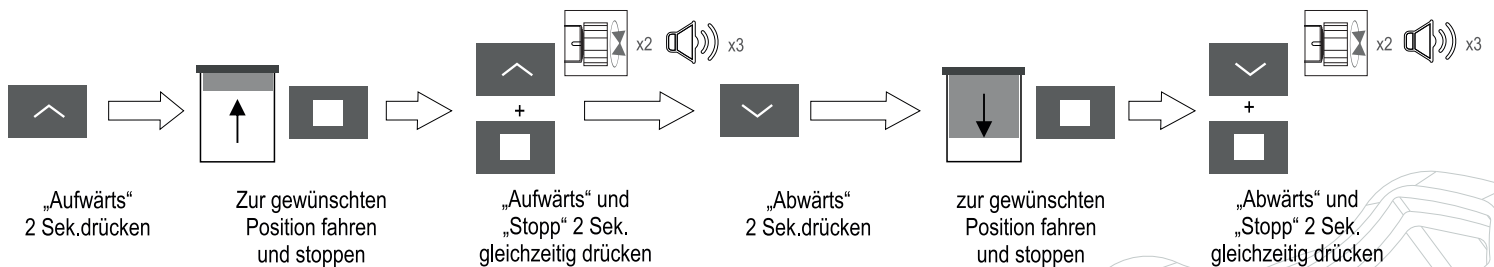 x2 x3
x2 x3
+
+
„Aufwärts“
2 Sek.drücken
Zur gewünschten
Position fahren
und stoppen
„Aufwärts“ und
„Stopp“ 2 Sek.
gleichzeitig drücken
„Abwärts“
2 Sek.drücken
zur gewünschten
Position fahren
und stoppen
„Abwärts“ und
„Stopp“ 2 Sek.
gleichzeitig drücken